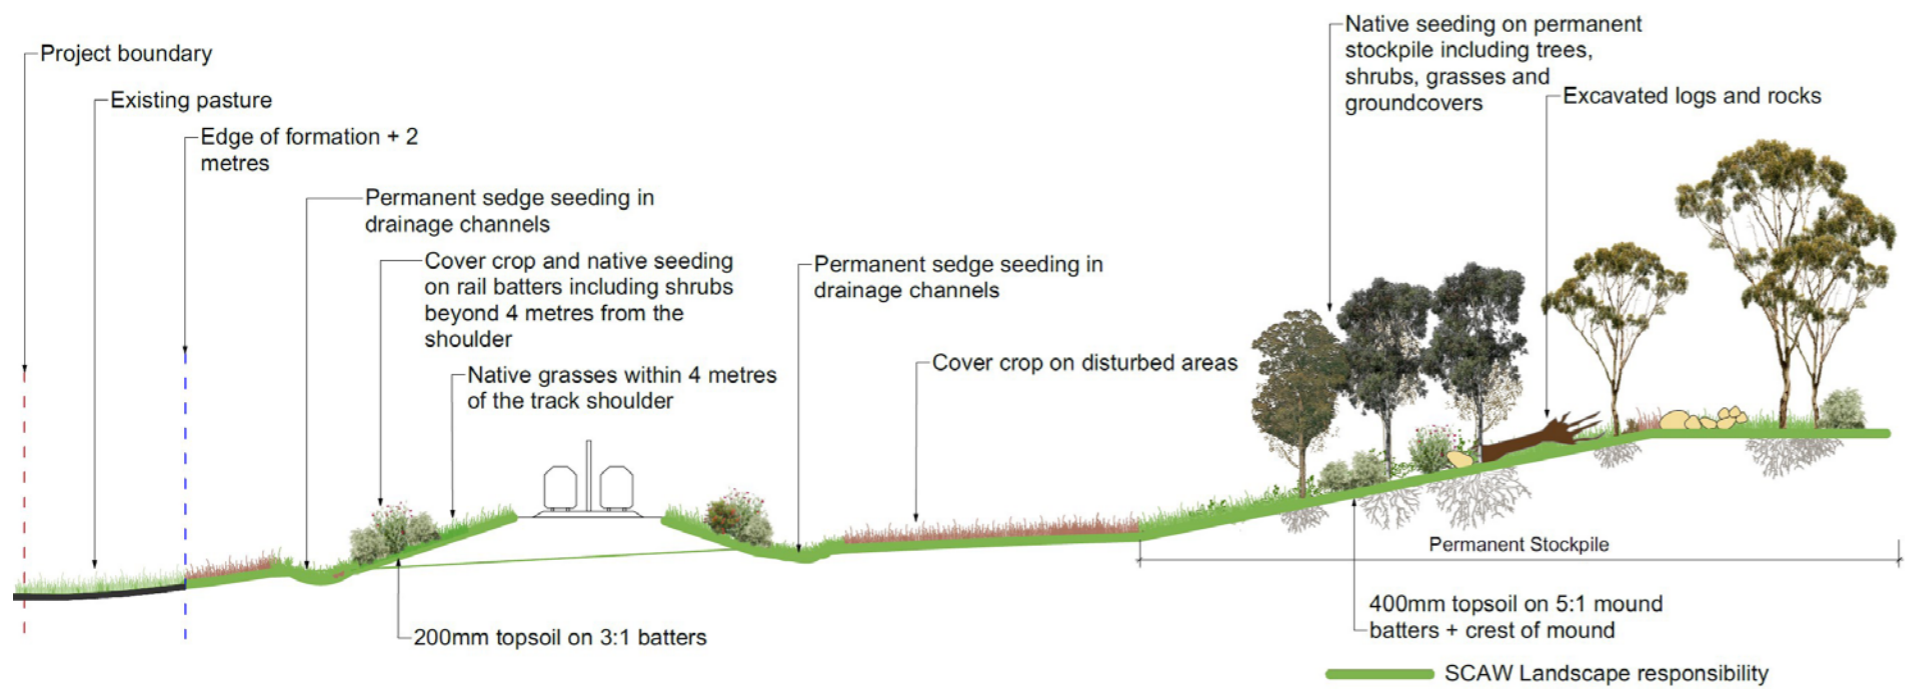 Project boundary
Existing pasture
Edge of formation + 2
metres
Permanent sedge seeding in
drainage channels
Cover crop and native seeding
on rail batters including shrubs
beyond 4 metres from the
shoulder
Native grasses within 4 metres
of the track shoulder
200mm topsoil on 3:1 batters
Permanent sedge seeding in
drainage channels
Cover crop on disturbed areas
Native seeding on permanent
stockpile including trees,
shrubs, grasses and
groundcovers
Excavated logs and rocks
Permanent Stockpile
400mm topsoil on 5:1 mound
batters + crest of mound
SCAW Landscape responsibility